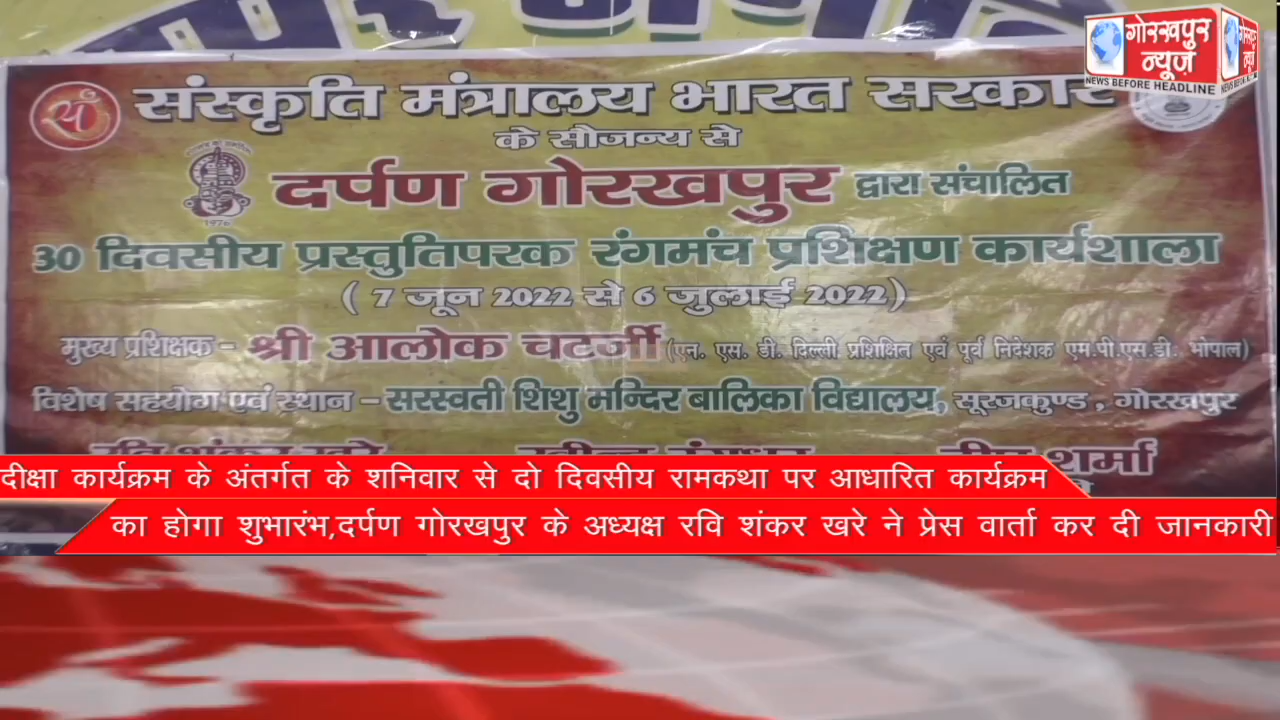 गोरखपुर
न्यूज़
NEWS BEFORE HEADLINE
संस्कृति मंत्रालय भारत सरकार
के सौजन्य से
दर्पण गोरखपुर द्वारा संचालित
1976
30 दिवसीय प्रस्तुतिपरक रंगमंच प्रशिक्षण कार्यशाला
( 7 जून 2022 से 6 जुलाई 2022)
मुख्य प्रशिक्षक - श्री आलोक चटर्जी (एन. एस. डी. दिल्ली प्रशिक्षित एवं पूर्व निदेशक एम.पी.एस.डी. भोपाल)
विशेष सहयोग एवं स्थान - सरस्वती शिशु मन्दिर बालिका विद्यालय, सूरजकुण्ड , गोरखपुर
शर्मा
दीक्षा कार्यक्रम के अंतर्गत के शनिवार से दो दिवसीय रामकथा पर आधारित कार्यक्रम
का होगा शुभारंभ,दर्पण गोरखपुर के अध्यक्ष रवि शंकर खरे ने प्रेस वार्ता कर दी जानकारी